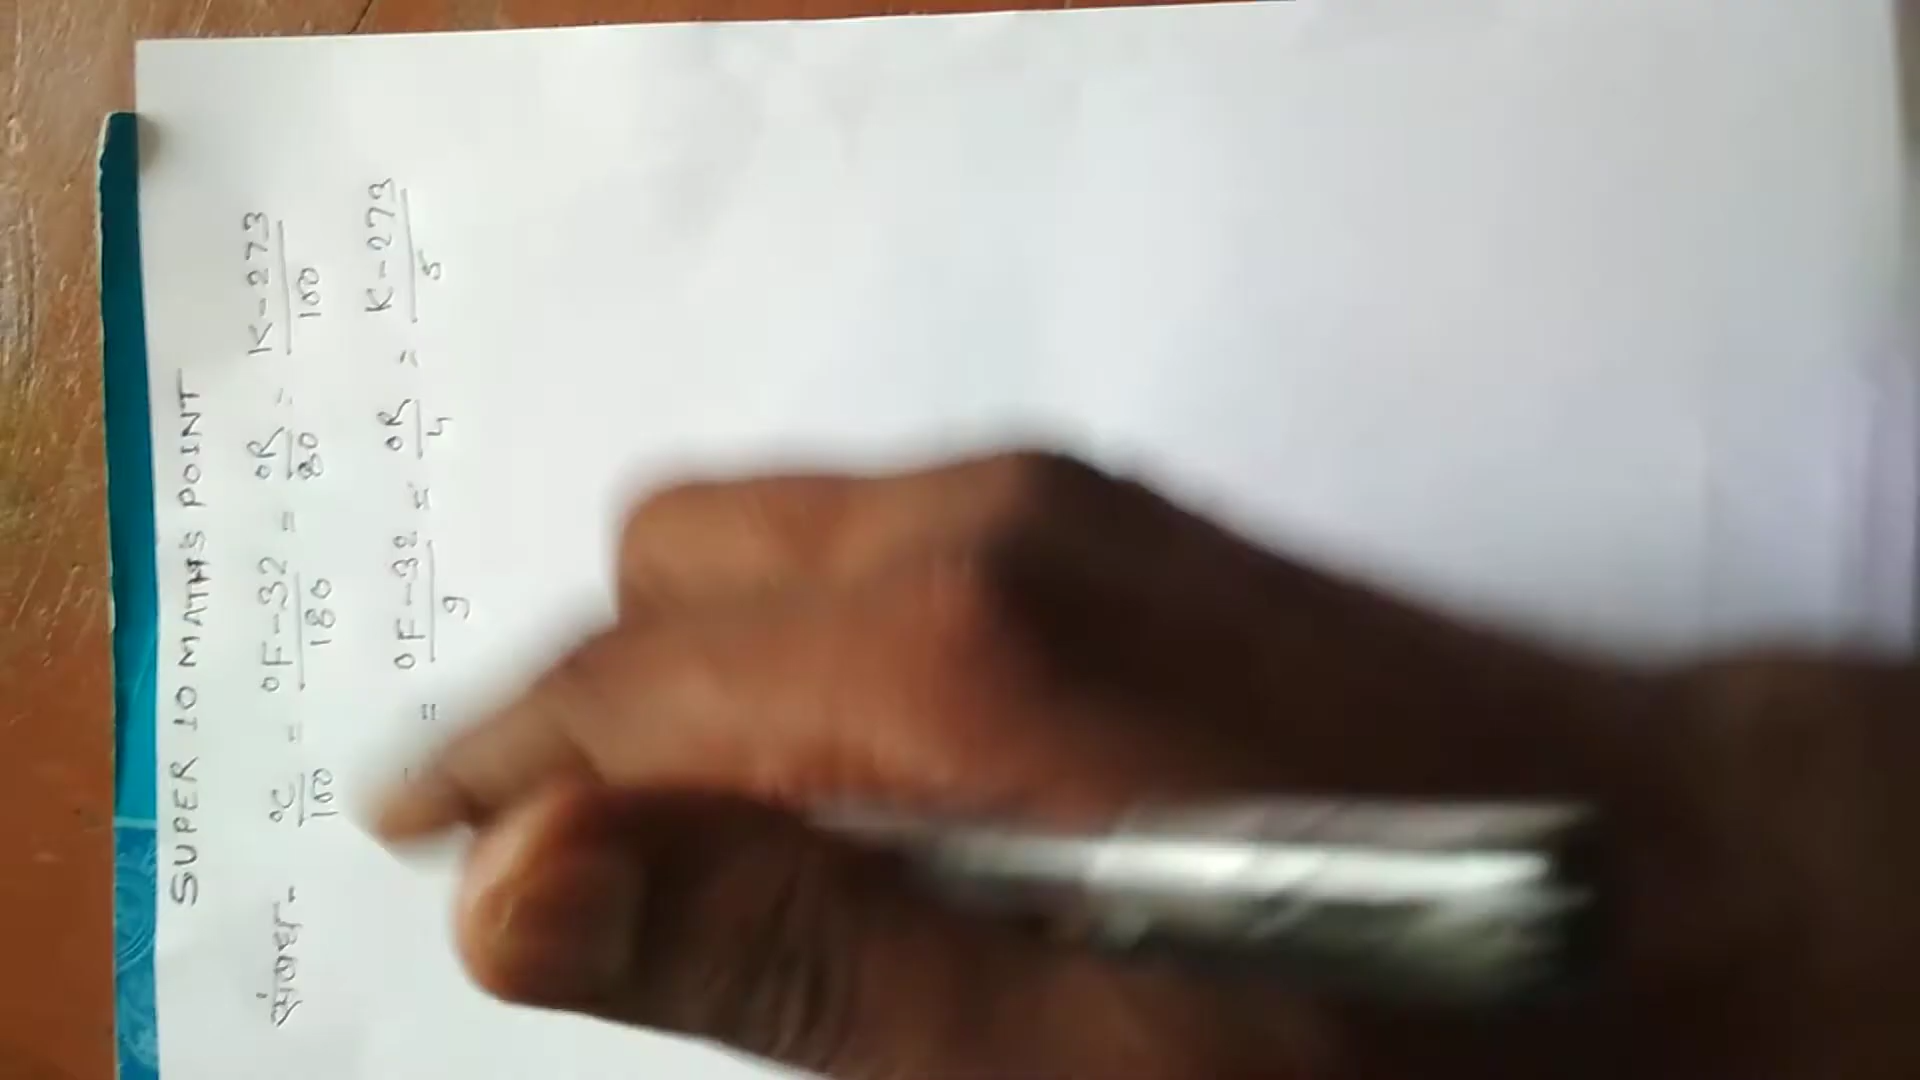 SUPER 10 MATHS POINT
संबंध- °C/100 = °F-32/180 = °R/80 = K-273/100
= °F-32/9 = °R/4 = K-273/5